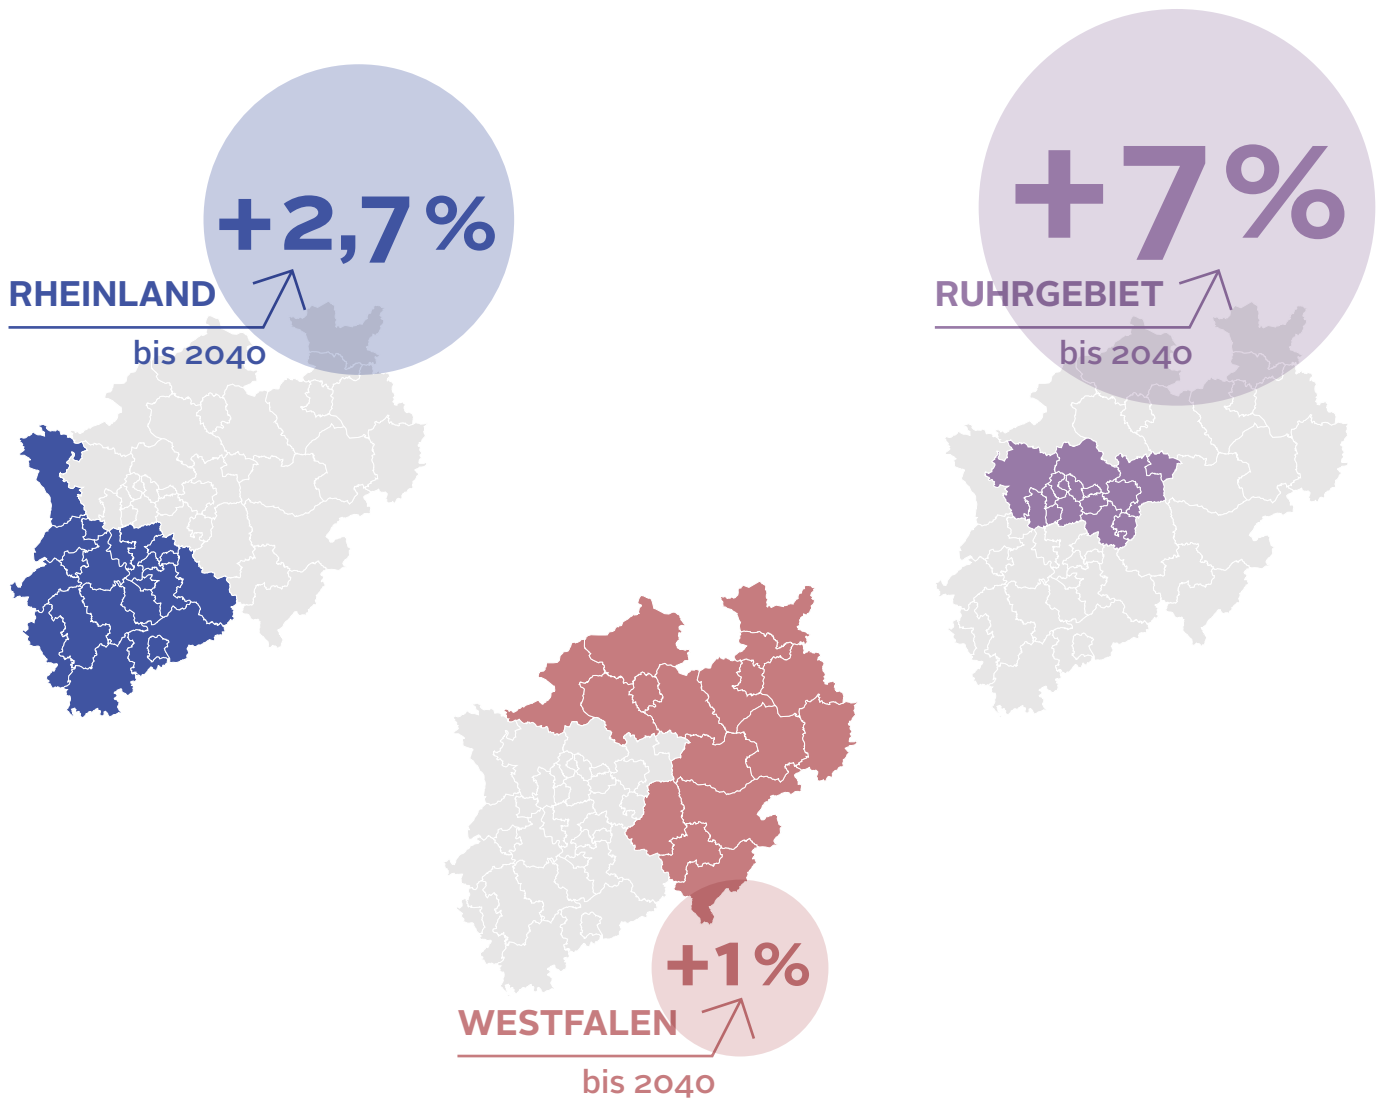 +2,7 %
RHEINLAND
bis 2040
+7 %
RUHRGEBIET
bis 2040
+1 %
WESTFALEN
bis 2040